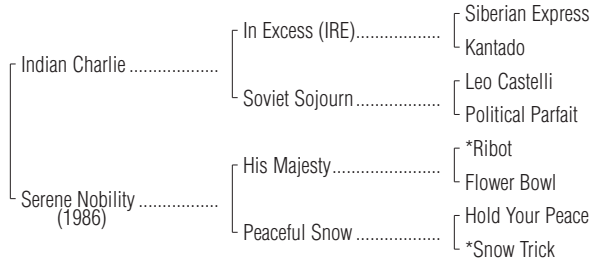 Siberian Express
In Excess (IRE)..................
Kantado
Indian Charlie ...................
Leo Castelli
Soviet Sojourn ..................
Political Parfait
*Ribot
His Majesty.......................
Flower Bowl
Serene Nobility .................
(1986)
Hold Your Peace
Peaceful Snow ..................
*Snow Trick